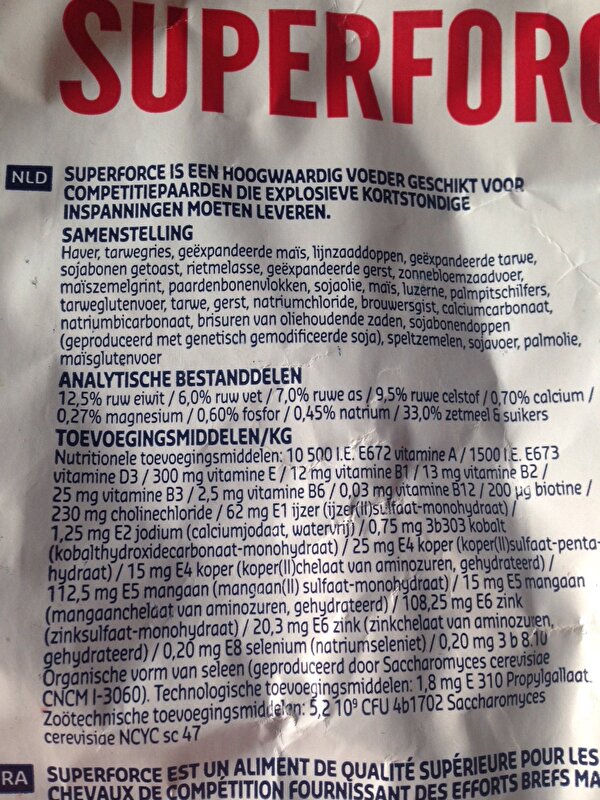 SUPERFORC
NLD
SUPERFORCE IS EEN HOOGWAARDIG VOEDER GESCHIKT VOOR
COMPETITIEPAARDEN DIE EXPLOSIEVE KORTSTONDIGE
INSPANNINGEN MOETEN LEVEREN.
SAMENSTELLING
Haver, tarwegries, geëxpandeerde maïs, lijnzaaddoppen, geëxpandeerde tarwe,
sojabonen getoast, rietmelasse, geëxpandeerde gerst, zonnebloemzaadvoer,
maïszemelgrint, paardenbonenvlokken, sojaolie, maïs, luzerne, palmpitschilfers,
tarweglutenvoer, tarwe, gerst, natriumchloride, brouwersgist, calciumcarbonaat,
natriumbicarbonaat, brisuren van oliehoudende zaden, sojabonendoppen
(geproduceerd met genetisch gemodificeerde soja), speltzemelen, sojavoer, palmolie,
maïsglutenvoer
ANALYTISCHE BESTANDDELEN
12,5% ruw eiwit / 6,0% ruw vet / 7,0% ruwe as / 9,5% ruwe celstof / 0,70% calcium /
0,27% magnesium / 0,60% fosfor / 0,45% natrium / 33,0% zetmeel & suikers
TOEVOEGINGSMIDDELEN/KG
Nutritionele toevoegingsmiddelen: 10 500 I.E. E672 vitamine A / 1500 I.E. E673
vitamine D3 / 300 mg vitamine E / 12 mg vitamine B1 / 13 mg vitamine B2 /
25 mg vitamine B3 / 2,5 mg vitamine B6 / 0,03 mg vitamine B12 / 200 µg biotine /
230 mg cholinechloride / 62 mg E1 ijzer (ijzer(II)sulfaat-monohydraat) /
1,25 mg E2 jodium (calciumjodaat, watervrij) / 0,75 mg 3b303 kobalt
(kobalthydroxidecarbonaat-monohydraat) / 25 mg E4 koper (koper(II)sulfaat-penta-
hydraat) / 15 mg E4 koper (koper(II)chelaat van aminozuren, gehydrateerd) /
112,5 mg E5 mangaan (mangaan(II) sulfaat-monohydraat) / 15 mg E5 mangaan
(mangaanchelaat van aminozuren, gehydrateerd) / 108,25 mg E6 zink
(zinksulfaat-monohydraat) / 20,3 mg E6 zink (zinkchelaat van aminozuren,
gehydrateerd) / 0,20 mg E8 selenium (natriumseleniet) / 0,20 mg 3 b 8.10
Organische vorm van seleen (geproduceerd door Saccharomyces cerevisiae
CNCM I-3060). Technologische toevoegingsmiddelen: 1,8 mg E 310 Propylgallaat.
Zoötechnische toevoegingsmiddelen: 5,2 10⁹ CFU 4b1702 Saccharomyces
cerevisiae NCYC sc 47
RA
SUPERFORCE EST UN ALIMENT DE QUALITÉ SUPÉRIEURE POUR LES
CHEVAUX DE COMPÉTITION FOURNISSANT DES EFFORTS BREFS MA